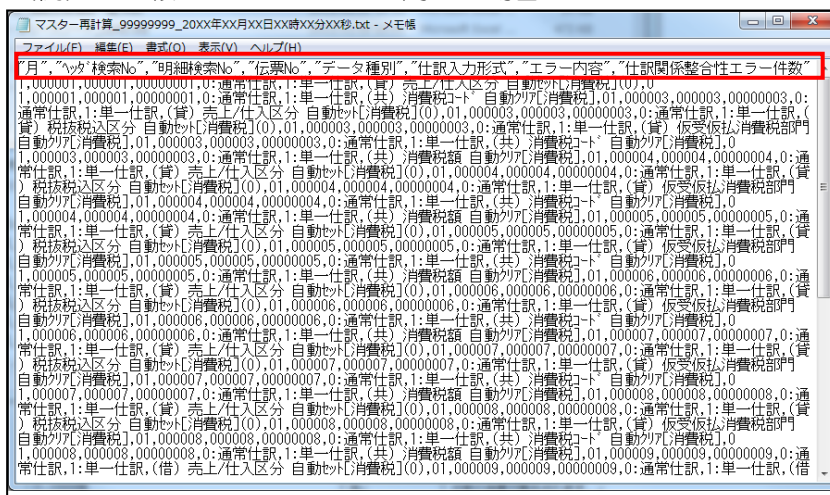 マスター再計算_99999999_20XX年XX月XX日XX時XX分XX秒.txt - メモ帳
ファイル(F) 編集(E) 書式(O) 表示(V) ヘルプ(H)
"月","ﾍｯﾀﾞ検索No","明細検索No","伝票No","データ種別","仕訳入力形式","エラー内容","仕訳関係整合性エラー件数"
1,000001,000001,00000001,0:通常仕訳,1:単一仕訳,(貸) 売上/仕入区分 自動ｾｯﾄ[消費税](0),0
1,000001,000001,00000001,0:通常仕訳,1:単一仕訳,(共) 消費税ｺｰﾄﾞ 自動ｸﾘｱ[消費税],01,000003,000003,00000003,0:
通常仕訳,1:単一仕訳,(貸) 売上/仕入区分 自動ｾｯﾄ[消費税](0),01,000003,000003,00000003,0:通常仕訳,1:単一仕訳,(
貸) 税抜税込区分 自動ｾｯﾄ[消費税](0),01,000003,000003,00000003,0:通常仕訳,1:単一仕訳,(貸) 仮受仮払消費税部門
自動ｸﾘｱ[消費税],01,000003,000003,00000003,0:通常仕訳,1:単一仕訳,(共) 消費税ｺｰﾄﾞ 自動ｸﾘｱ[消費税],0
1,000003,000003,00000003,0:通常仕訳,1:単一仕訳,(共) 消費税額 自動ｸﾘｱ[消費税],01,000004,000004,00000004,0:通
常仕訳,1:単一仕訳,(貸) 売上/仕入区分 自動ｾｯﾄ[消費税](0),01,000004,000004,00000004,0:通常仕訳,1:単一仕訳,(貸
) 税抜税込区分 自動ｾｯﾄ[消費税](0),01,000004,000004,00000004,0:通常仕訳,1:単一仕訳,(貸) 仮受仮払消費税部門
自動ｸﾘｱ[消費税],01,000004,000004,00000004,0:通常仕訳,1:単一仕訳,(共) 消費税ｺｰﾄﾞ 自動ｸﾘｱ[消費税],0
1,000004,000004,00000004,0:通常仕訳,1:単一仕訳,(共) 消費税額 自動ｸﾘｱ[消費税],01,000005,000005,00000005,0:通
常仕訳,1:単一仕訳,(貸) 売上/仕入区分 自動ｾｯﾄ[消費税](0),01,000005,000005,00000005,0:通常仕訳,1:単一仕訳,(貸
) 税抜税込区分 自動ｾｯﾄ[消費税](0),01,000005,000005,00000005,0:通常仕訳,1:単一仕訳,(貸) 仮受仮払消費税部門
自動ｸﾘｱ[消費税],01,000005,000005,00000005,0:通常仕訳,1:単一仕訳,(共) 消費税ｺｰﾄﾞ 自動ｸﾘｱ[消費税],0
1,000005,000005,00000005,0:通常仕訳,1:単一仕訳,(共) 消費税額 自動ｸﾘｱ[消費税],01,000006,000006,00000006,0:通
常仕訳,1:単一仕訳,(貸) 売上/仕入区分 自動ｾｯﾄ[消費税](0),01,000006,000006,00000006,0:通常仕訳,1:単一仕訳,(貸
) 税抜税込区分 自動ｾｯﾄ[消費税](0),01,000006,000006,00000006,0:通常仕訳,1:単一仕訳,(貸) 仮受仮払消費税部門
自動ｸﾘｱ[消費税],01,000006,000006,00000006,0:通常仕訳,1:単一仕訳,(共) 消費税ｺｰﾄﾞ 自動ｸﾘｱ[消費税],0
1,000006,000006,00000006,0:通常仕訳,1:単一仕訳,(共) 消費税額 自動ｸﾘｱ[消費税],01,000007,000007,00000007,0:通
常仕訳,1:単一仕訳,(貸) 売上/仕入区分 自動ｾｯﾄ[消費税](0),01,000007,000007,00000007,0:通常仕訳,1:単一仕訳,(貸
) 税抜税込区分 自動ｾｯﾄ[消費税](0),01,000007,000007,00000007,0:通常仕訳,1:単一仕訳,(貸) 仮受仮払消費税部門
自動ｸﾘｱ[消費税],01,000007,000007,00000007,0:通常仕訳,1:単一仕訳,(共) 消費税ｺｰﾄﾞ 自動ｸﾘｱ[消費税],0
1,000007,000007,00000007,0:通常仕訳,1:単一仕訳,(共) 消費税額 自動ｸﾘｱ[消費税],01,000008,000008,00000008,0:通
常仕訳,1:単一仕訳,(貸) 売上/仕入区分 自動ｾｯﾄ[消費税](0),01,000008,000008,00000008,0:通常仕訳,1:単一仕訳,(貸
) 税抜税込区分 自動ｾｯﾄ[消費税](0),01,000008,000008,00000008,0:通常仕訳,1:単一仕訳,(貸) 仮受仮払消費税部門
自動ｸﾘｱ[消費税],01,000008,000008,00000008,0:通常仕訳,1:単一仕訳,(共) 消費税ｺｰﾄﾞ 自動ｸﾘｱ[消費税],0
1,000008,000008,00000008,0:通常仕訳,1:単一仕訳,(共) 消費税額 自動ｸﾘｱ[消費税],01,000009,000009,00000009,0:通
常仕訳,1:単一仕訳,(借) 売上/仕入区分 自動ｾｯﾄ[消費税](0),01,000009,000009,00000009,0:通常仕訳,1:単一仕訳,(借